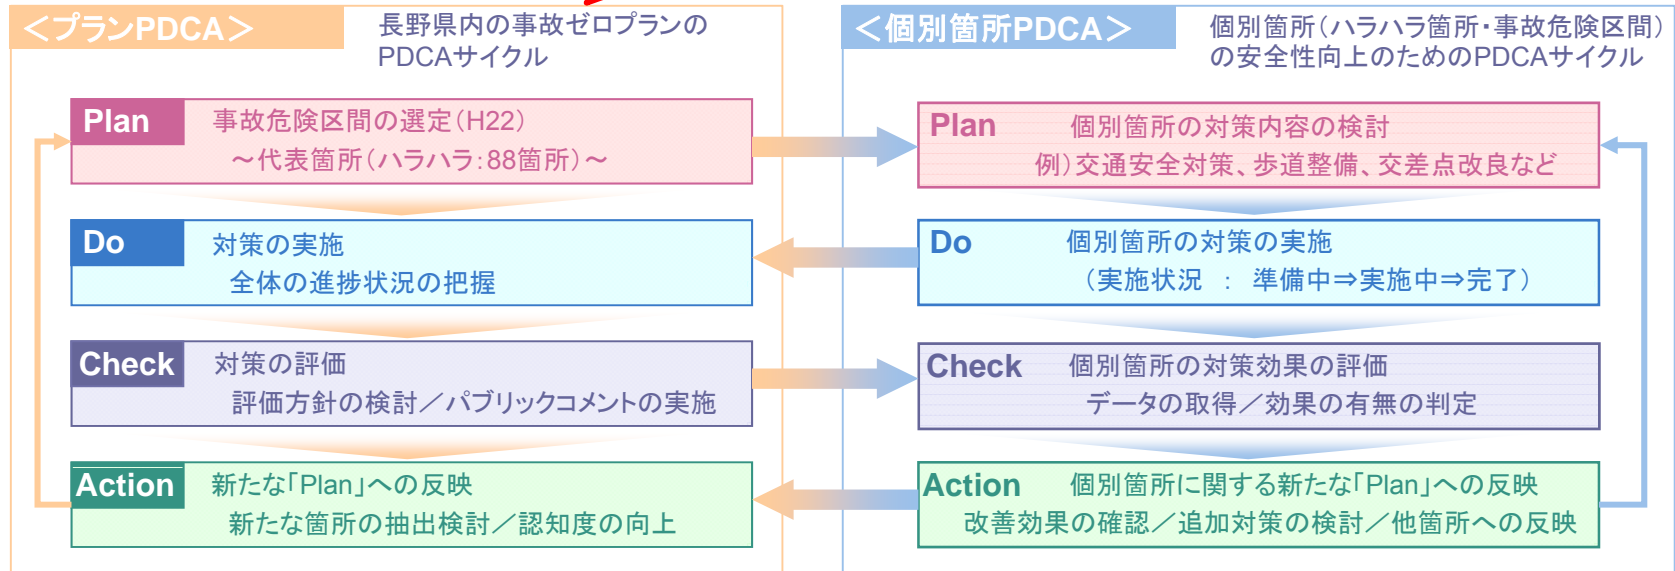 ＜プランPDCA＞
長野県内の事故ゼロプランの
PDCAサイクル
Plan
事故危険区間の選定（H22）
～代表箇所（ハラハラ：88箇所）～
Do
対策の実施
全体の進捗状況の把握
Check
対策の評価
評価方針の検討／パブリックコメントの実施
Action
新たな「Plan」への反映
新たな箇所の抽出検討／認知度の向上
＜個別箇所PDCA＞
個別箇所（ハラハラ箇所・事故危険区間）
の安全性向上のためのPDCAサイクル
Plan
個別箇所の対策内容の検討
例）交通安全対策、歩道整備、交差点改良など
Do
個別箇所の対策の実施
（実施状況　：　準備中⇒実施中⇒完了）
Check
個別箇所の対策効果の評価
データの取得／効果の有無の判定
Action
個別箇所に関する新たな「Plan」への反映
改善効果の確認／追加対策の検討／他箇所への反映